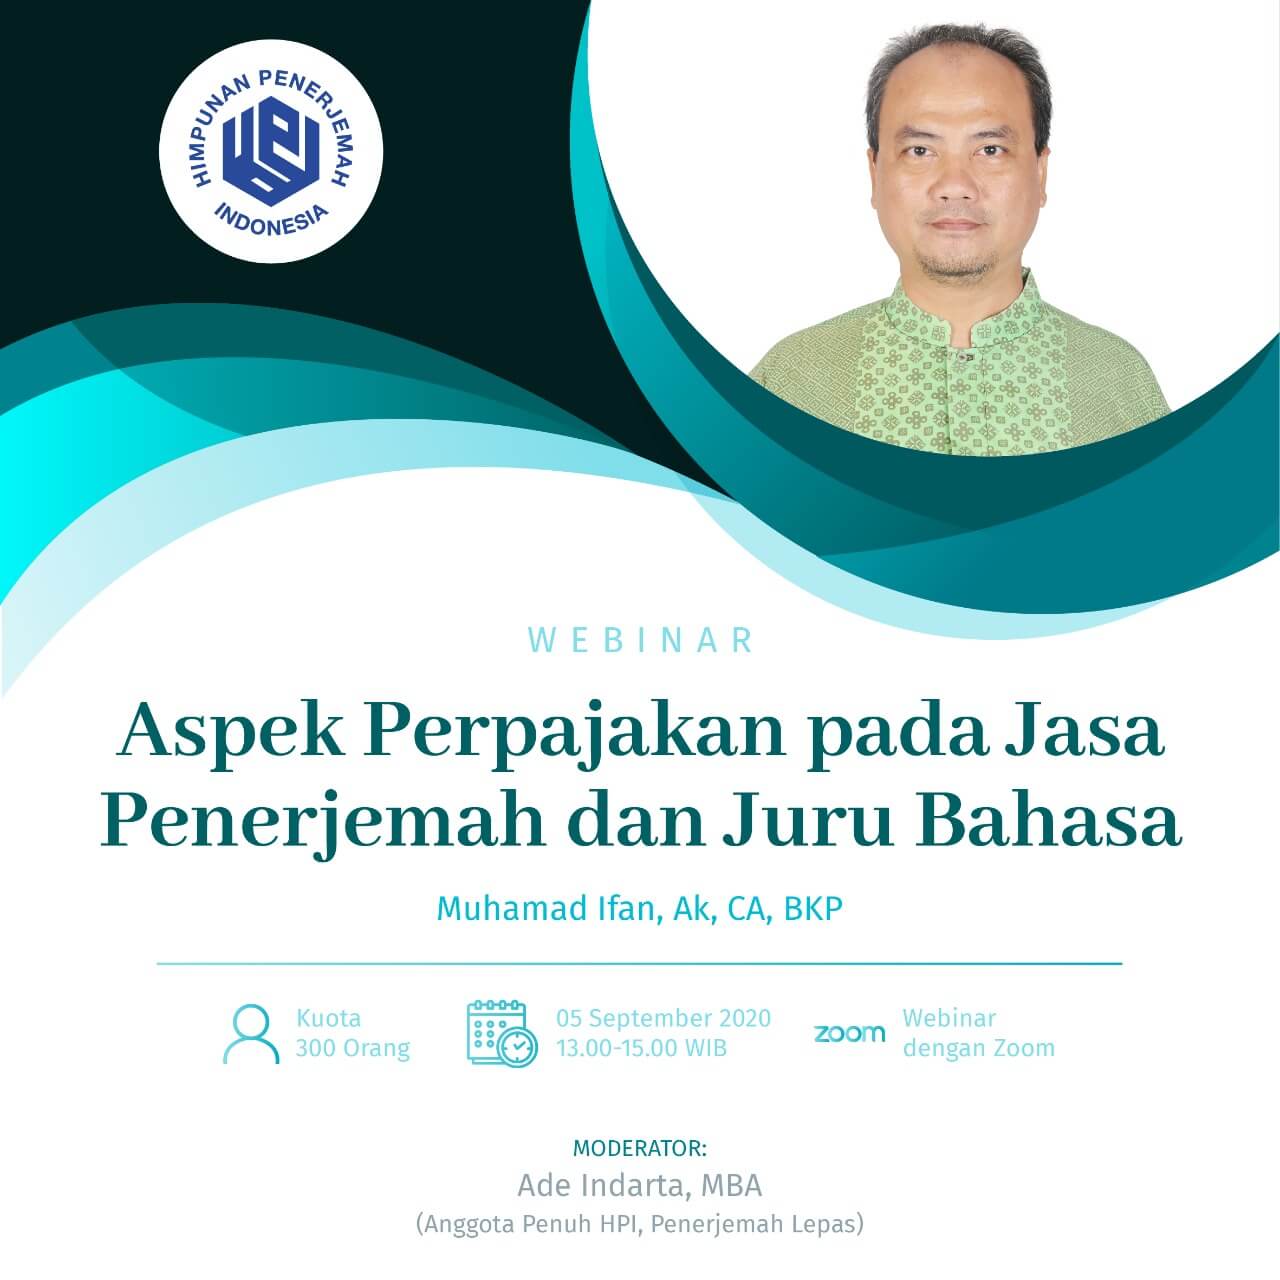 HIMPUNAN PENERJEMAH
INDONESIA
WEBINAR
Aspek Perpajakan pada Jasa
Penerjemah dan Juru Bahasa
Muhamad Ifan, Ak, CA, BKP
Kuota
300 Orang
05 September 2020
13.00-15.00 WIB
zoom
Webinar
dengan Zoom
MODERATOR:
Ade Indarta, MBA
(Anggota Penuh HPI, Penerjemah Lepas)